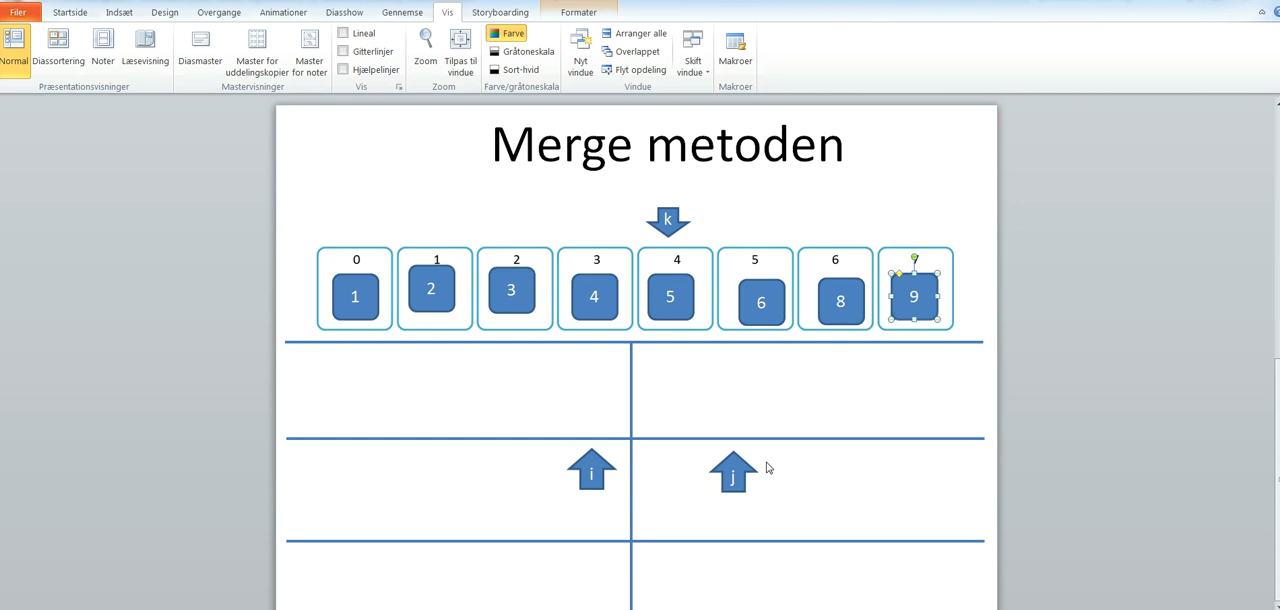 Filer Startside Indsæt Design Overgange Animationer Diasshow Gennemse Vis Storyboarding Formater
Normal Diassortering Noter Læsevisning
Præsentationsvisninger
Diasmaster Master for uddelingskopier Master for noter
Mastervisninger
Lineal
Gitterlinjer
Hjælpelinjer
Vis
Zoom Tilpas til vindue
Zoom
Farve
Gråtoneskala
Sort-hvid
Farve/gråtoneskala
Nyt vindue
Arranger alle
Overlappet
Flyt opdeling
Skift vindue
Vindue
Makroer
Makroer
Merge metoden
k
0 1 2 3 4 5 6 7
1 2 3 4 5 6 8 9
i j